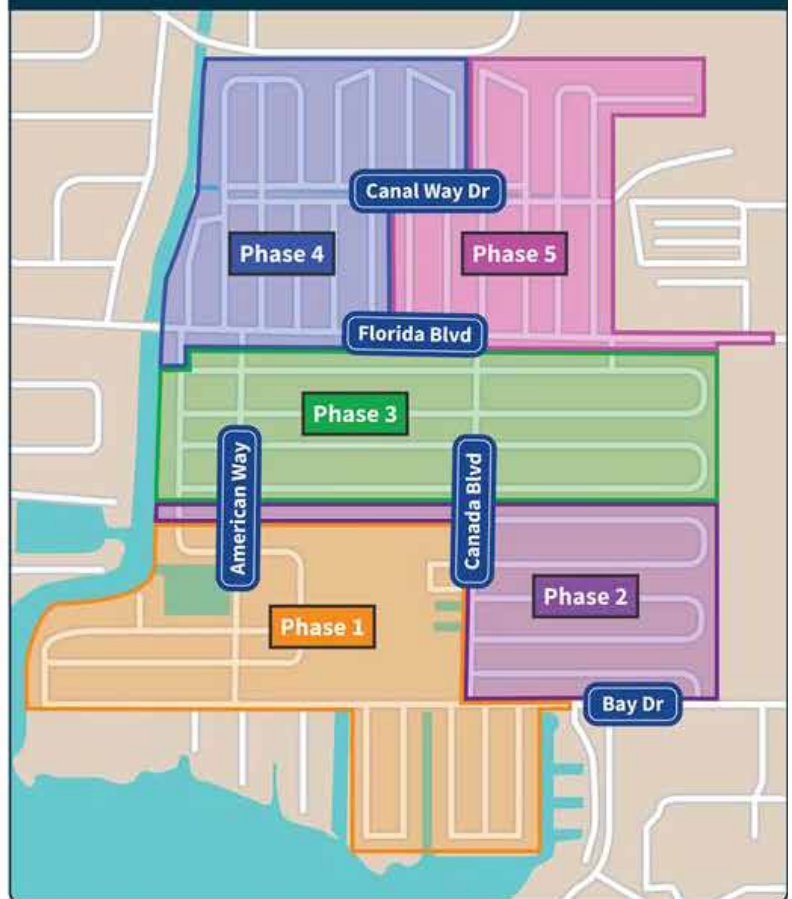 Canal Way Dr
Phase 4
Phase 5
Florida Blvd
Phase 3
American Way
Canada Blvd
Phase 2
Phase 1
Bay Dr